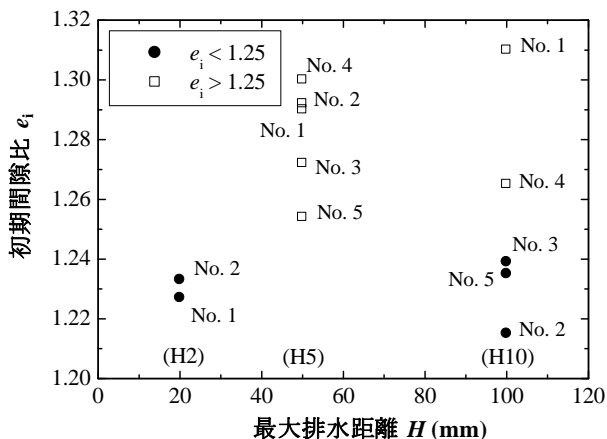 1.32
1.30
1.28
1.26
1.24
1.22
1.20
初期間隙比 ei
ei < 1.25
ei > 1.25
No. 4
No. 2
No. 1
No. 3
No. 5
No. 1
No. 4
No. 3
No. 5
No. 2
No. 2
No. 1
(H2)
(H5)
(H10)
0
20
40
60
80
100
120
最大排水距離 H (mm)